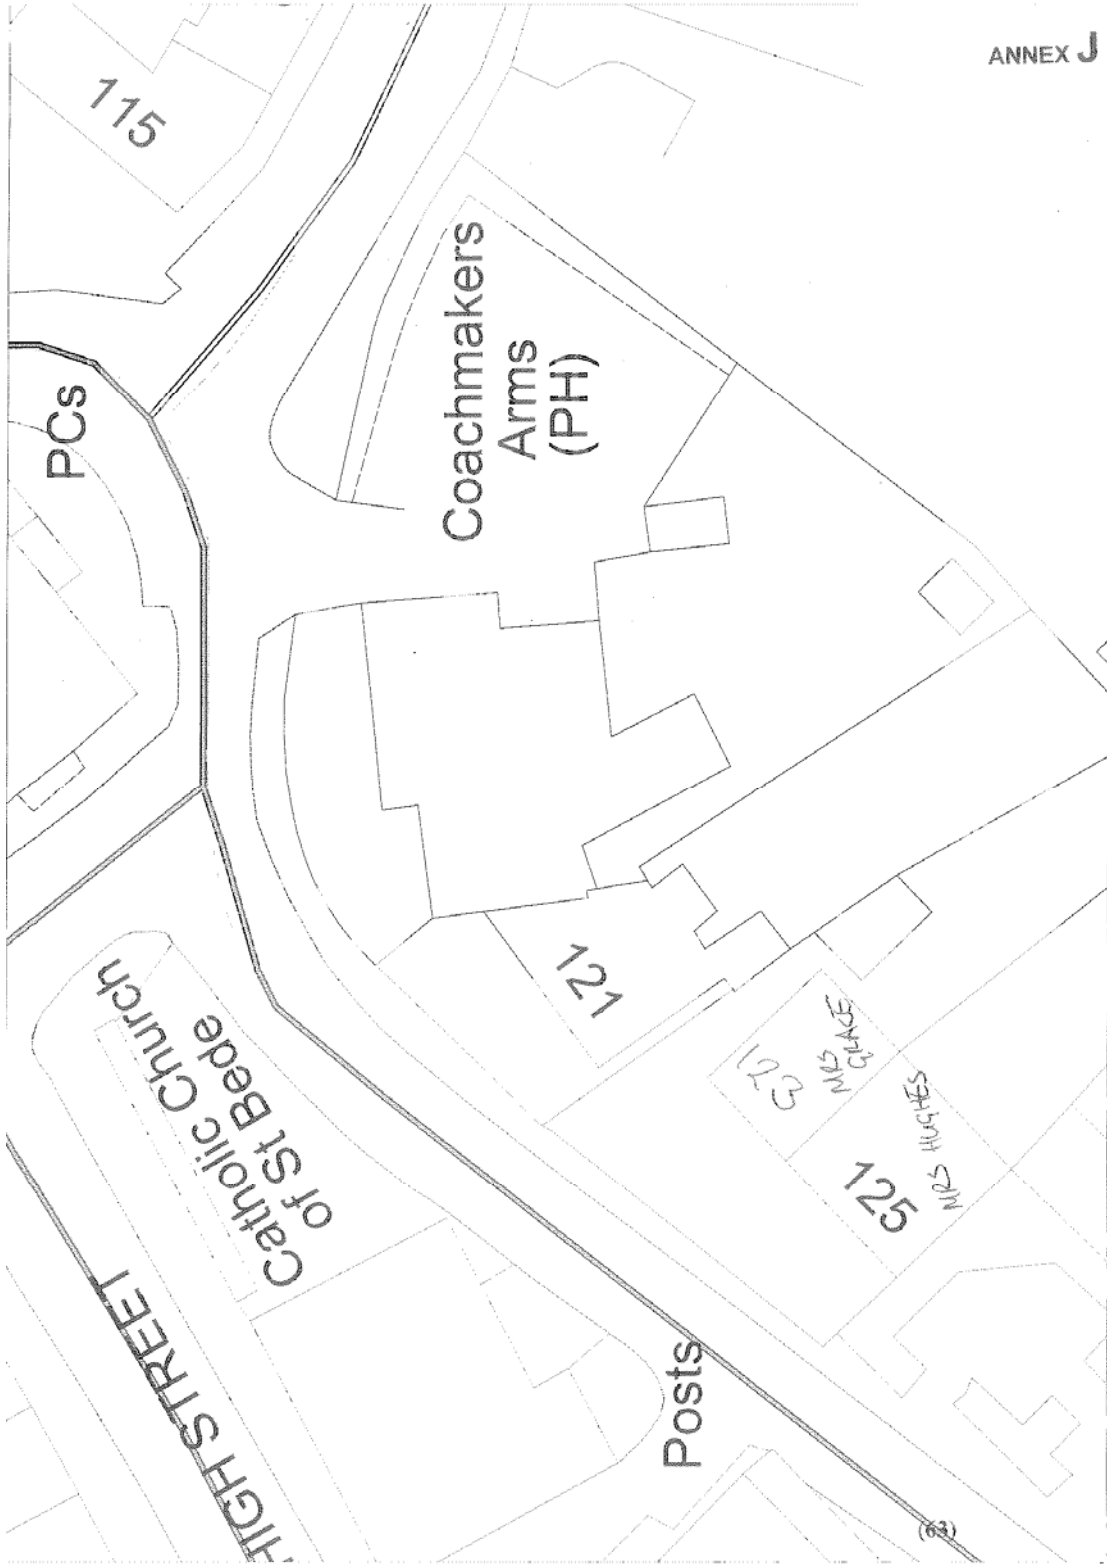 ANNEX J
115
PCs
Coachmakers
Arms
(PH)
121
123
MRS
125
MRS HUGHES
Catholic Church
of St Bede
HIGH STREET
Posts
(63)